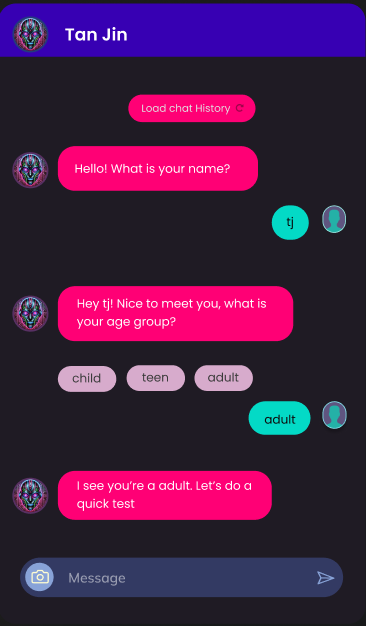 Tan Jin
Load chat History
Hello! What is your name?
tj
Hey tj! Nice to meet you, what is
your age group?
child teen adult
adult
I see you’re a adult. Let’s do a
quick test
Message